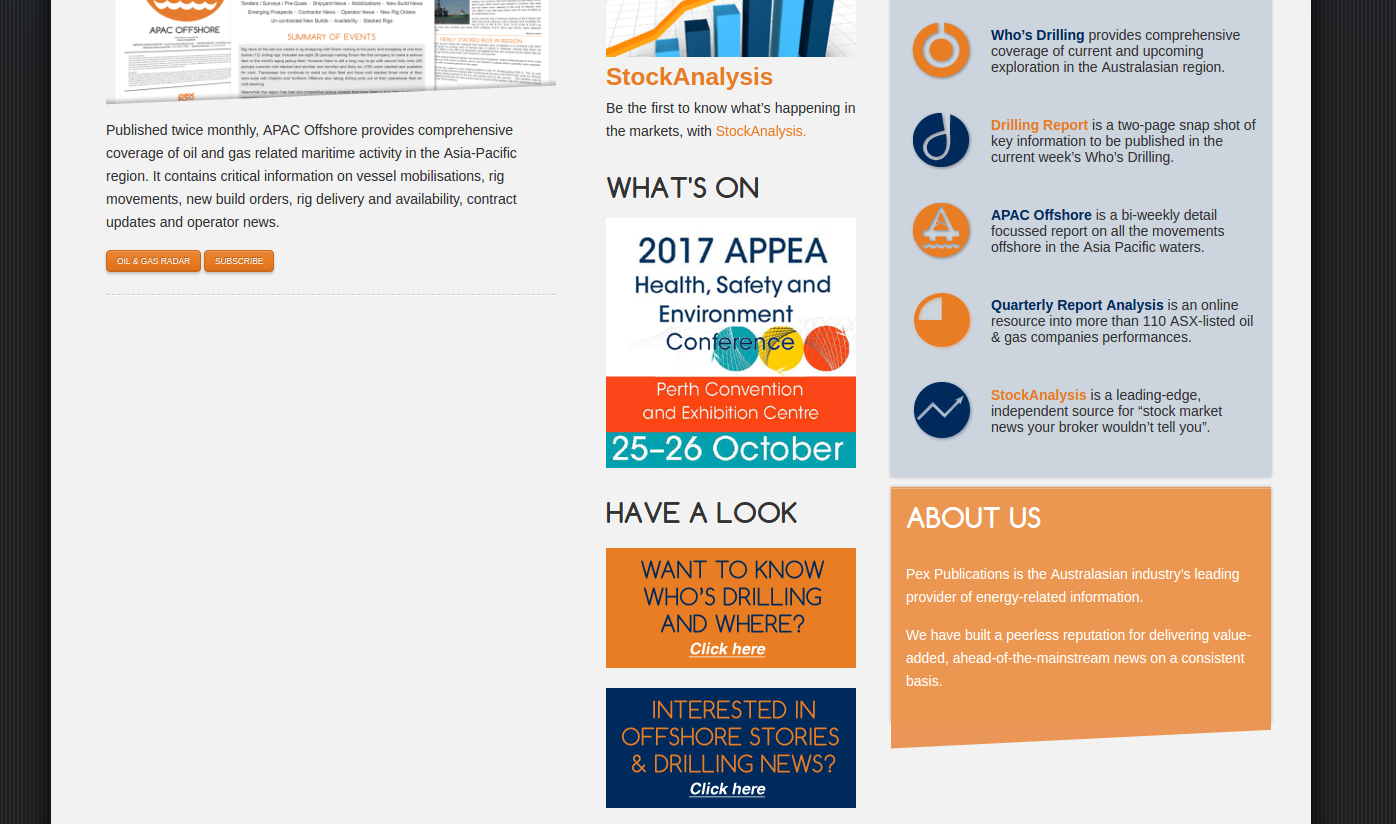 Tenders / Surveys / Pre-Quals - Shipyard News - Mobilizations - New Build News
Emerging Prospects - Contractor News - Operator News - New Rig Orders
Un-contracted New Builds - Availability - Stacked Rigs
APAC OFFSHORE
SUMMARY OF EVENTS
NEWLY STACKED RIGS IN REGION
pex
Published twice monthly, APAC Offshore provides comprehensive
coverage of oil and gas related maritime activity in the Asia-Pacific
region. It contains critical information on vessel mobilisations, rig
movements, new build orders, rig delivery and availability, contract
updates and operator news.
OIL & GAS RADAR
SUBSCRIBE
StockAnalysis
Be the first to know what's happening in
the markets, with StockAnalysis.
WHAT'S ON
2017 APPEA
Health, Safety and
Environment
Conference
Perth Convention
and Exhibition Centre
25–26 October
HAVE A LOOK
WANT TO KNOW
WHO'S DRILLING
AND WHERE?
Click here
INTERESTED IN
OFFSHORE STORIES
& DRILLING NEWS?
Click here
Who's Drilling provides comprehensive
coverage of current and upcoming
exploration in the Australasian region.
Drilling Report is a two-page snap shot of
key information to be published in the
current week's Who's Drilling.
APAC Offshore is a bi-weekly detail
focussed report on all the movements
offshore in the Asia Pacific waters.
Quarterly Report Analysis is an online
resource into more than 110 ASX-listed oil
& gas companies performances.
StockAnalysis is a leading-edge,
independent source for “stock market
news your broker wouldn't tell you”.
ABOUT US
Pex Publications is the Australasian industry's leading
provider of energy-related information.
We have built a peerless reputation for delivering value-
added, ahead-of-the-mainstream news on a consistent
basis.